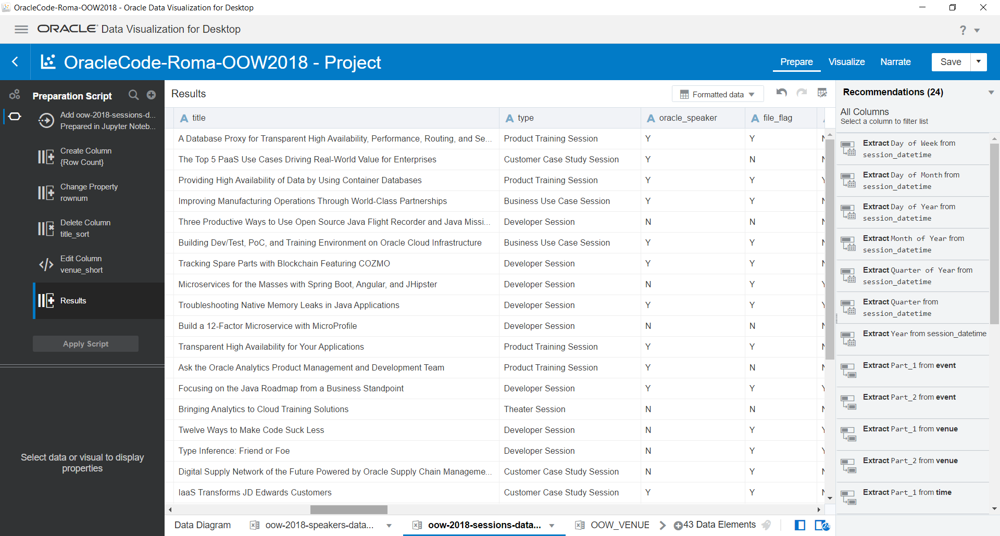 OracleCode-Roma-OOW2018 - Oracle Data Visualization for Desktop
ORACLE Data Visualization for Desktop
?
OracleCode-Roma-OOW2018 - Project
Prepare Visualize Narrate Save
Preparation Script
Add oow-2018-sessions-d...
Prepared in Jupyter Noteb...
Create Column
{Row Count}
Change Property
rownum
Delete Column
title_sort
Edit Column
venue_short
Results
Apply Script
Select data or visual to display
properties
Results Formatted data
A title A type A oracle_speaker A file_flag
A Database Proxy for Transparent High Availability, Performance, Routing, and Se... Product Training Session Y Y
The Top 5 PaaS Use Cases Driving Real-World Value for Enterprises Customer Case Study Session Y N
Providing High Availability of Data by Using Container Databases Product Training Session Y Y
Improving Manufacturing Operations Through World-Class Partnerships Business Use Case Session Y Y
Three Productive Ways to Use Open Source Java Flight Recorder and Java Missi... Developer Session N N
Building Dev/Test, PoC, and Training Environment on Oracle Cloud Infrastructure Business Use Case Session Y Y
Tracking Spare Parts with Blockchain Featuring COZMO Developer Session Y Y
Microservices for the Masses with Spring Boot, Angular, and JHipster Developer Session N Y
Troubleshooting Native Memory Leaks in Java Applications Developer Session Y Y
Build a 12-Factor Microservice with MicroProfile Developer Session N N
Transparent High Availability for Your Applications Product Training Session Y Y
Ask the Oracle Analytics Product Management and Development Team Product Training Session Y N
Focusing on the Java Roadmap from a Business Standpoint Developer Session Y Y
Bringing Analytics to Cloud Training Solutions Theater Session N N
Twelve Ways to Make Code Suck Less Developer Session N Y
Type Inference: Friend or Foe Developer Session N Y
Digital Supply Network of the Future Powered by Oracle Supply Chain Manageme... Customer Case Study Session N Y
IaaS Transforms JD Edwards Customers Customer Case Study Session Y Y
Data Diagram oow-2018-speakers-data... oow-2018-sessions-data... OOW_VENUE 43 Data Elements 24
Recommendations (24)
All Columns
Select a column to filter list
Extract Day of Week from
session_datetime
Extract Day of Month from
session_datetime
Extract Day of Year from
session_datetime
Extract Month of Year from
session_datetime
Extract Quarter of Year from
session_datetime
Extract Quarter from
session_datetime
Extract Year from session_datetime
Extract Part_1 from event
Extract Part_2 from event
Extract Part_1 from venue
Extract Part_2 from venue
Extract Part_1 from time